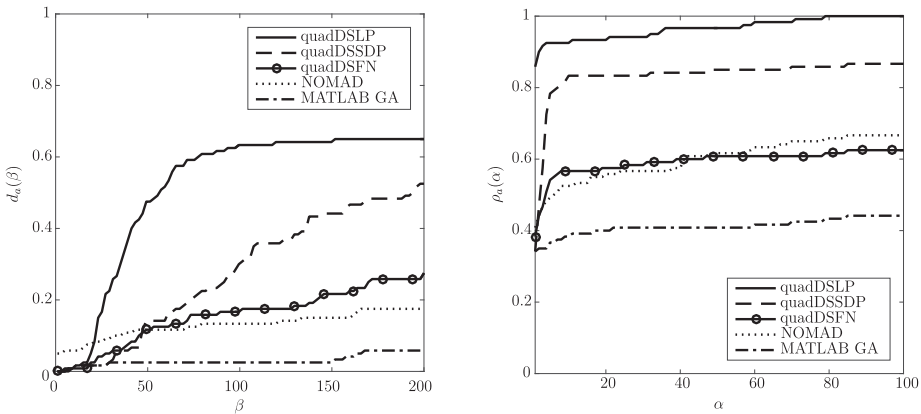 1
0.8
0.6
0.4
0.2
0
d_a(β)
0 50 100 150 200
β
quadDSLP
quadDSSDP
quadDSFN
NOMAD
MATLAB GA
1
0.8
0.6
0.4
0.2
0
ρ_a(α)
20 40 60 80 100
α
quadDSLP
quadDSSDP
quadDSFN
NOMAD
MATLAB GA